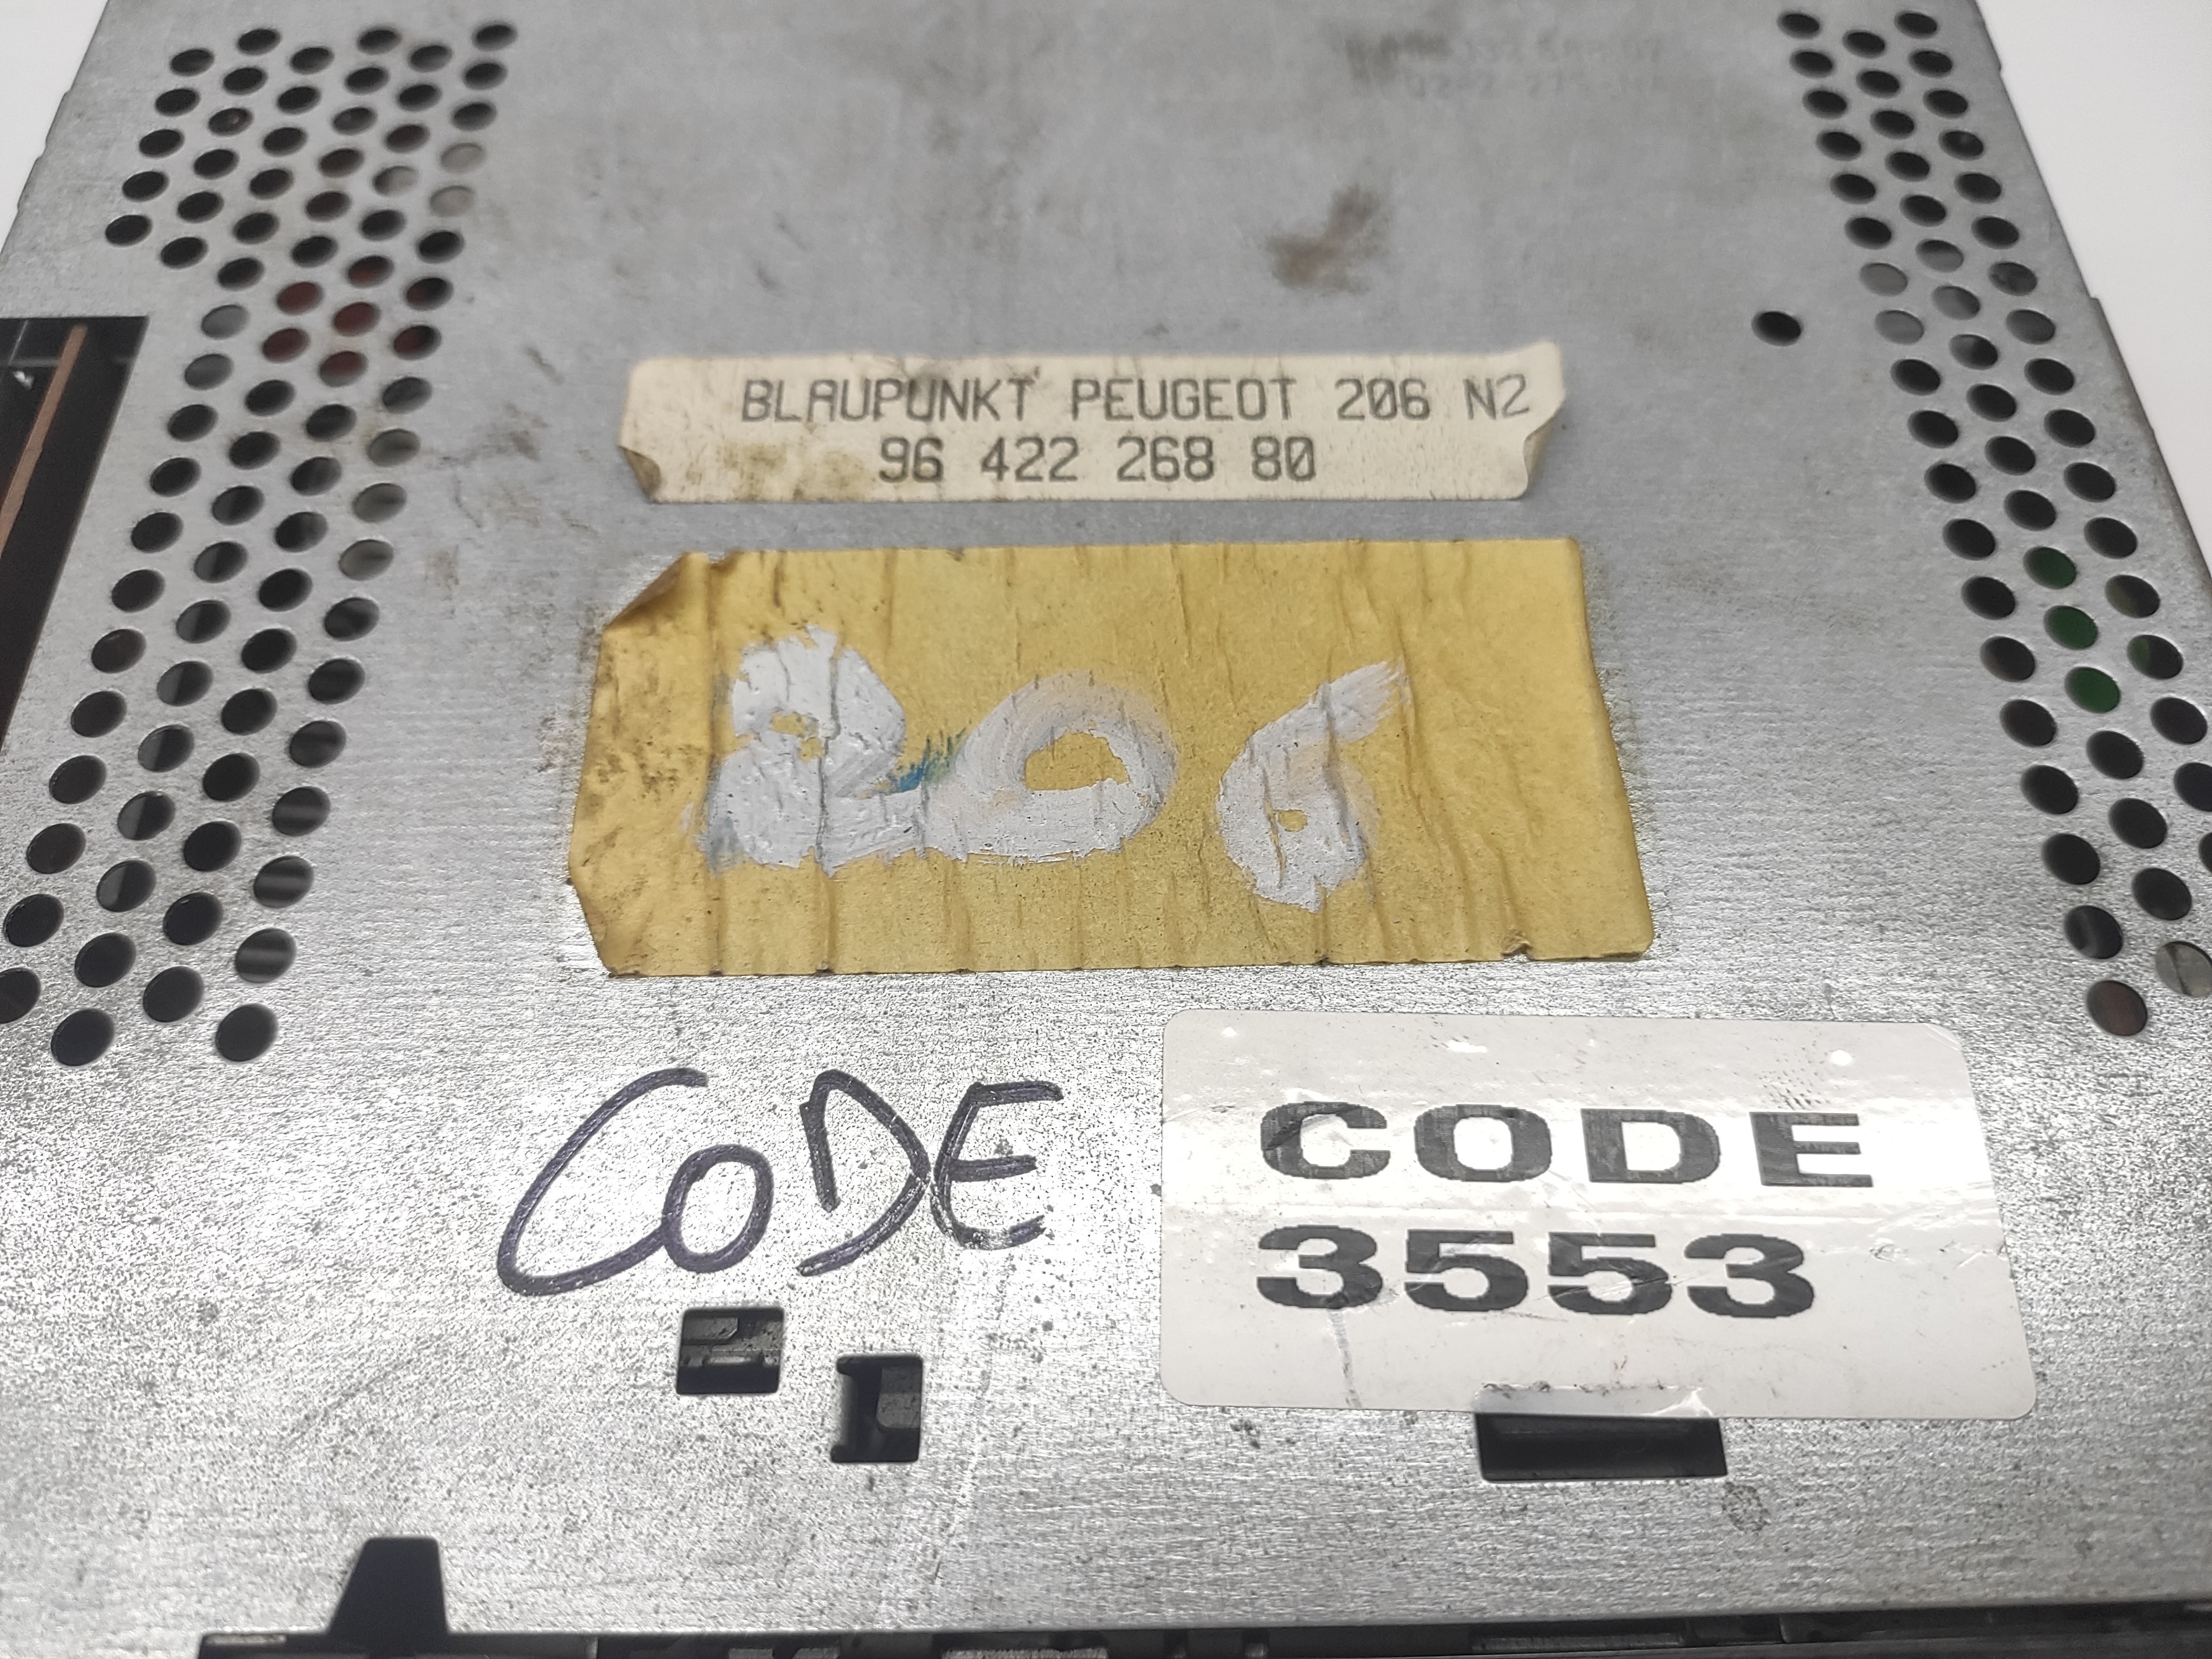 BLAUPUNKT PEUGEOT 206 N2
96 422 268 80
206
CODE
CODE
3553